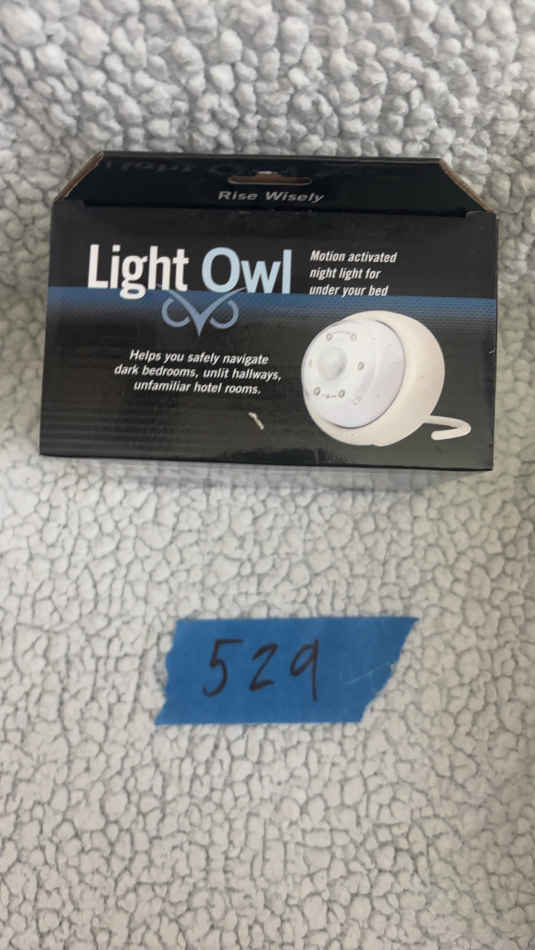 Rise Wisely
Light Owl
Motion activated
night light for
under your bed
Helps you safely navigate
dark bedrooms, unlit hallways,
unfamiliar hotel rooms.
529